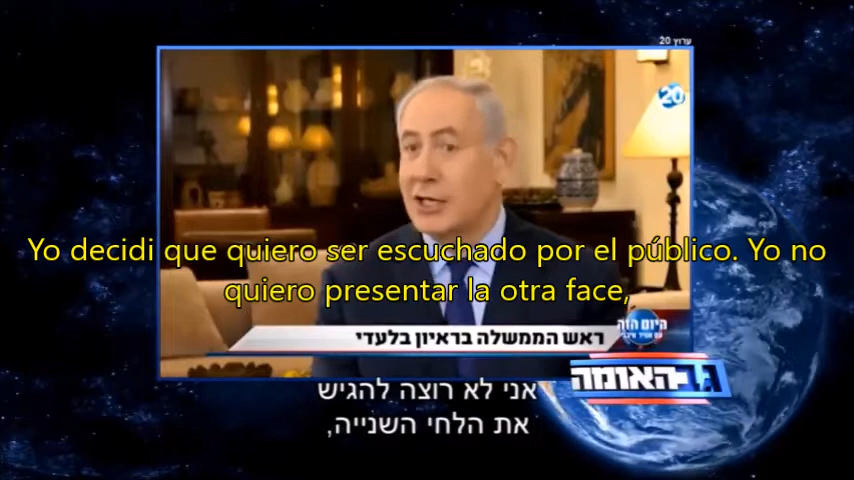 ערוץ 20
20
Yo decidi que quiero ser escuchado por el público. Yo no
quiero presentar la otra face,
היום הזה
ראש הממשלה בראיון בלעדי
גב האומה
אני לא רוצה להגיש
את הלחי השנייה,